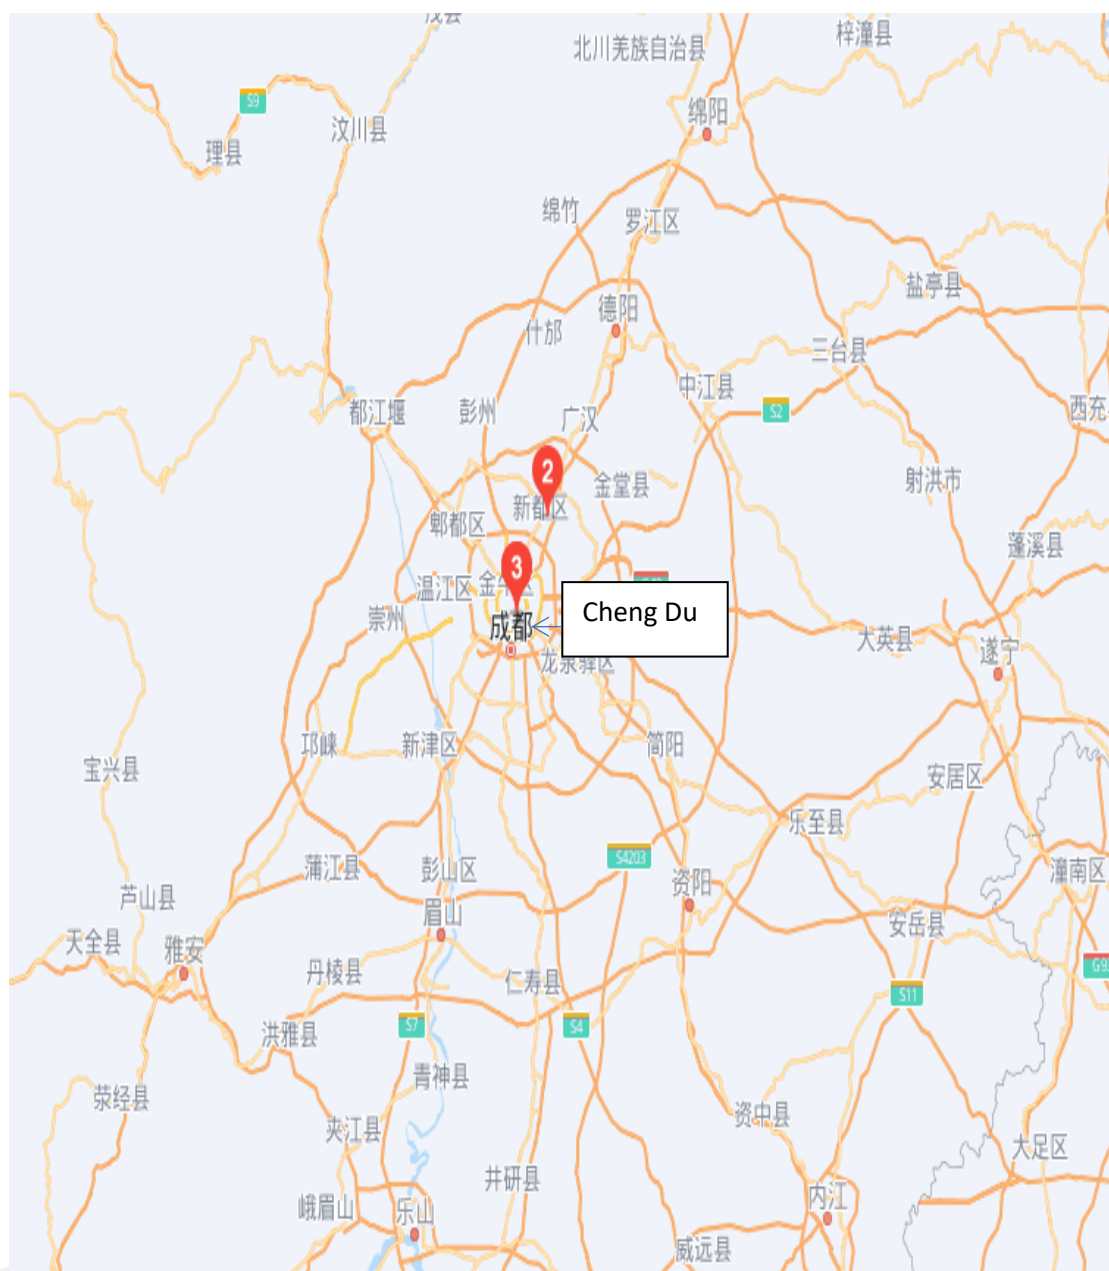 茂县
北川羌族自治县
梓潼县
S9
绵阳
汶川县
理县
绵竹
罗江区
盐亭县
德阳
什邡
三台县
中江县
S2
西充
都江堰
彭州
广汉
2
金堂县
射洪市
新都区
郫都区
蓬溪县
3
温江区
金牛区
Cheng Du
崇州
成都
大英县
遂宁
龙泉驿区
邛崃
新津区
简阳
宝兴县
安居区
乐至县
S4203
蒲江县
彭山区
资阳
潼南区
芦山县
眉山
安岳县
天全县
雅安
丹棱县
仁寿县
S11
洪雅县
S7
S4
青神县
荥经县
资中县
夹江县
大足区
井研县
峨眉山
乐山
内江
威远县